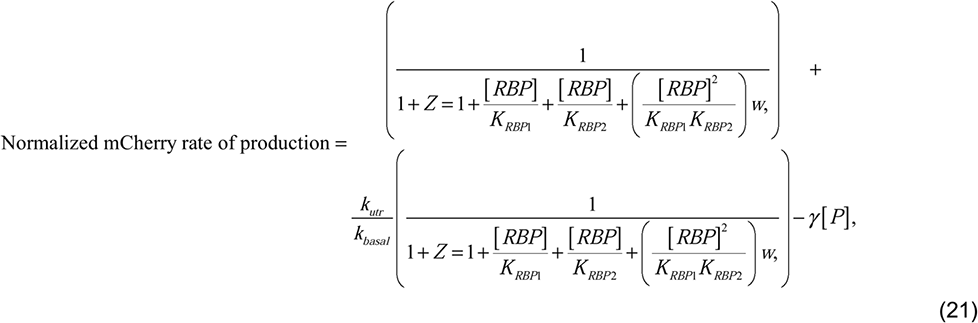 Normalized mCherry rate of production = ( 1 / ( 1 + Z = 1 + [RBP] / K_RBP1 + [RBP] / K_RBP2 + ( [RBP]^2 / K_RBP1 K_RBP2 ) w, ) ) +
k_utr / k_basal ( 1 / ( 1 + Z = 1 + [RBP] / K_RBP1 + [RBP] / K_RBP2 + ( [RBP]^2 / K_RBP1 K_RBP2 ) w, ) ) − γ[P],
(21)